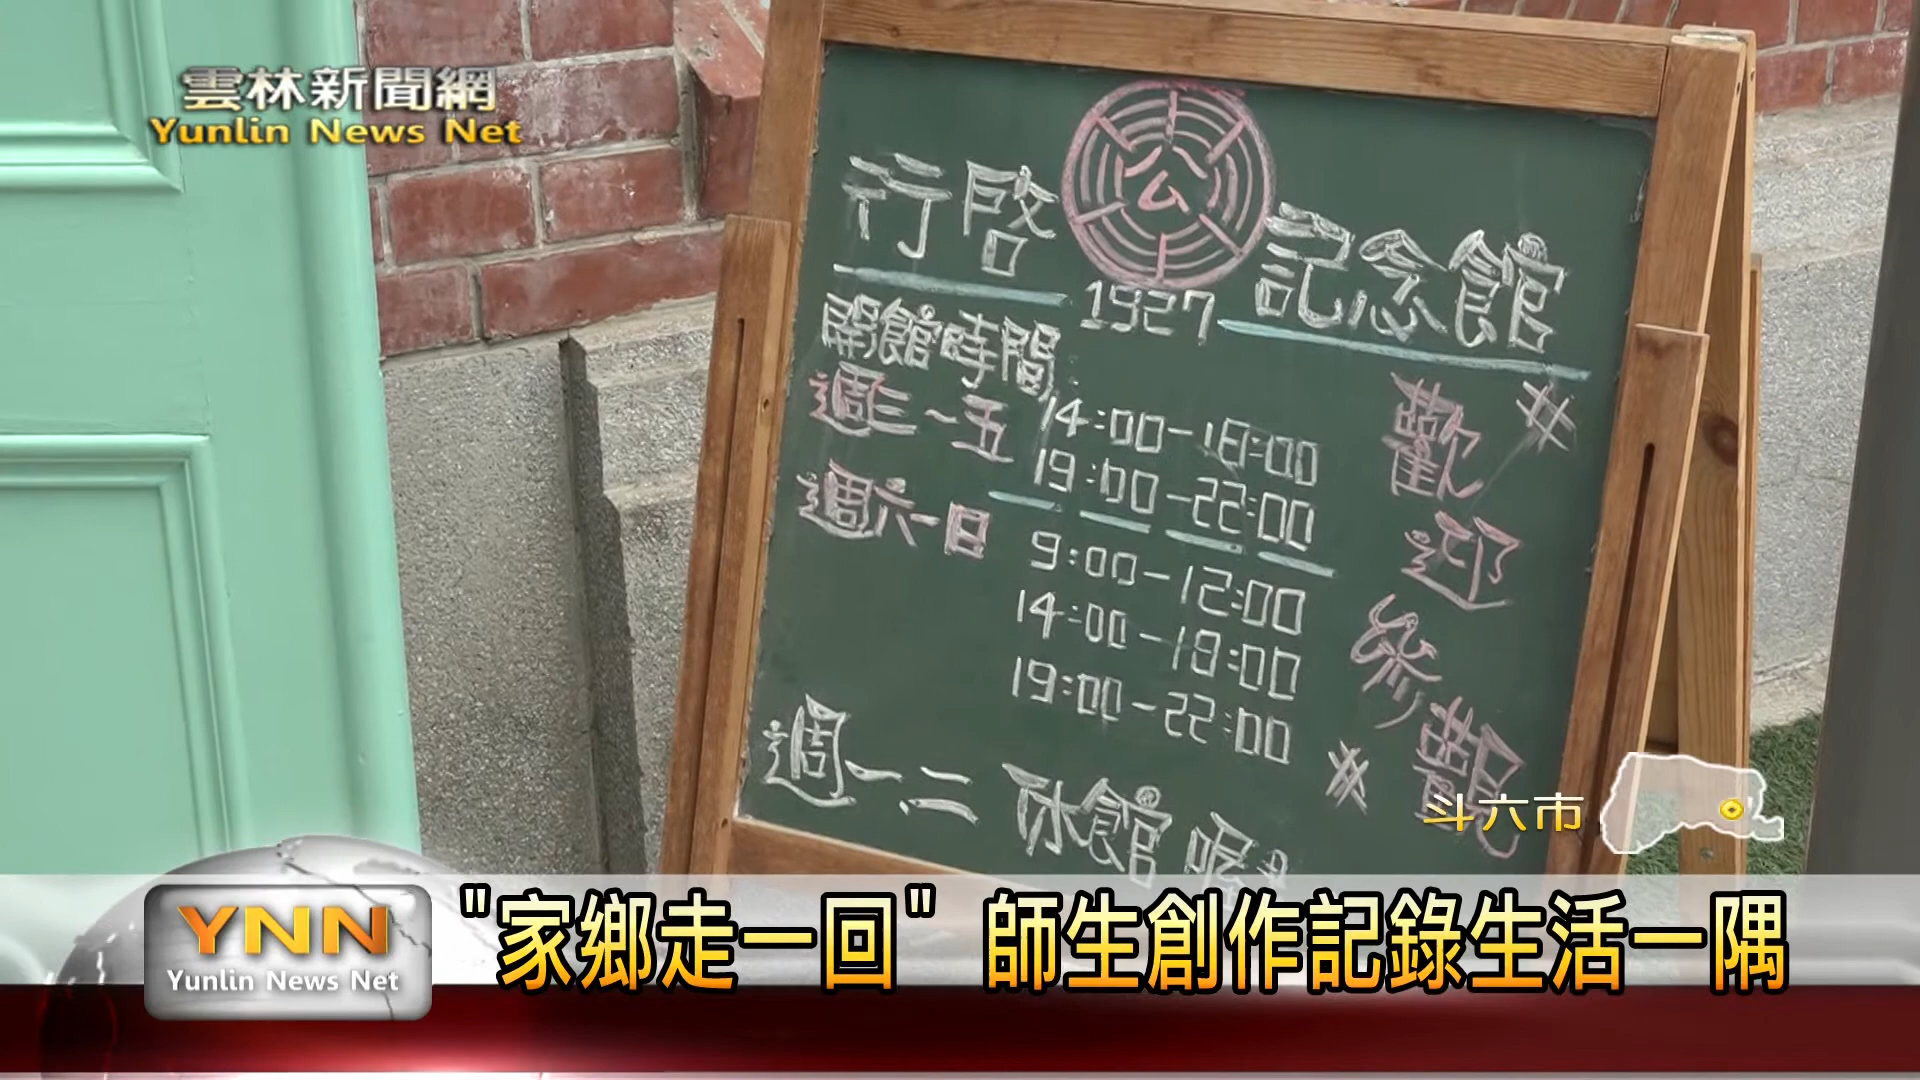 雲林新聞網
Yunlin News Net
公
行啓 記念館
1927
開館時間
週三~五 14:00-18:00
19:00-22:00
週六-日 9:00-12:00
14:00-18:00
19:00-22:00
歡迎參觀
週一、二 休館喔
斗六市
YNN
Yunlin News Net
"家鄉走一回" 師生創作記錄生活一隅